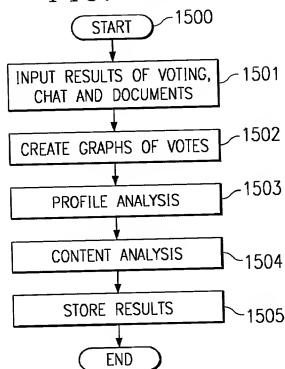 START
1500
INPUT RESULTS OF VOTING,
CHAT AND DOCUMENTS
1501
CREATE GRAPHS OF VOTES
1502
PROFILE ANALYSIS
1503
CONTENT ANALYSIS
1504
STORE RESULTS
1505
END